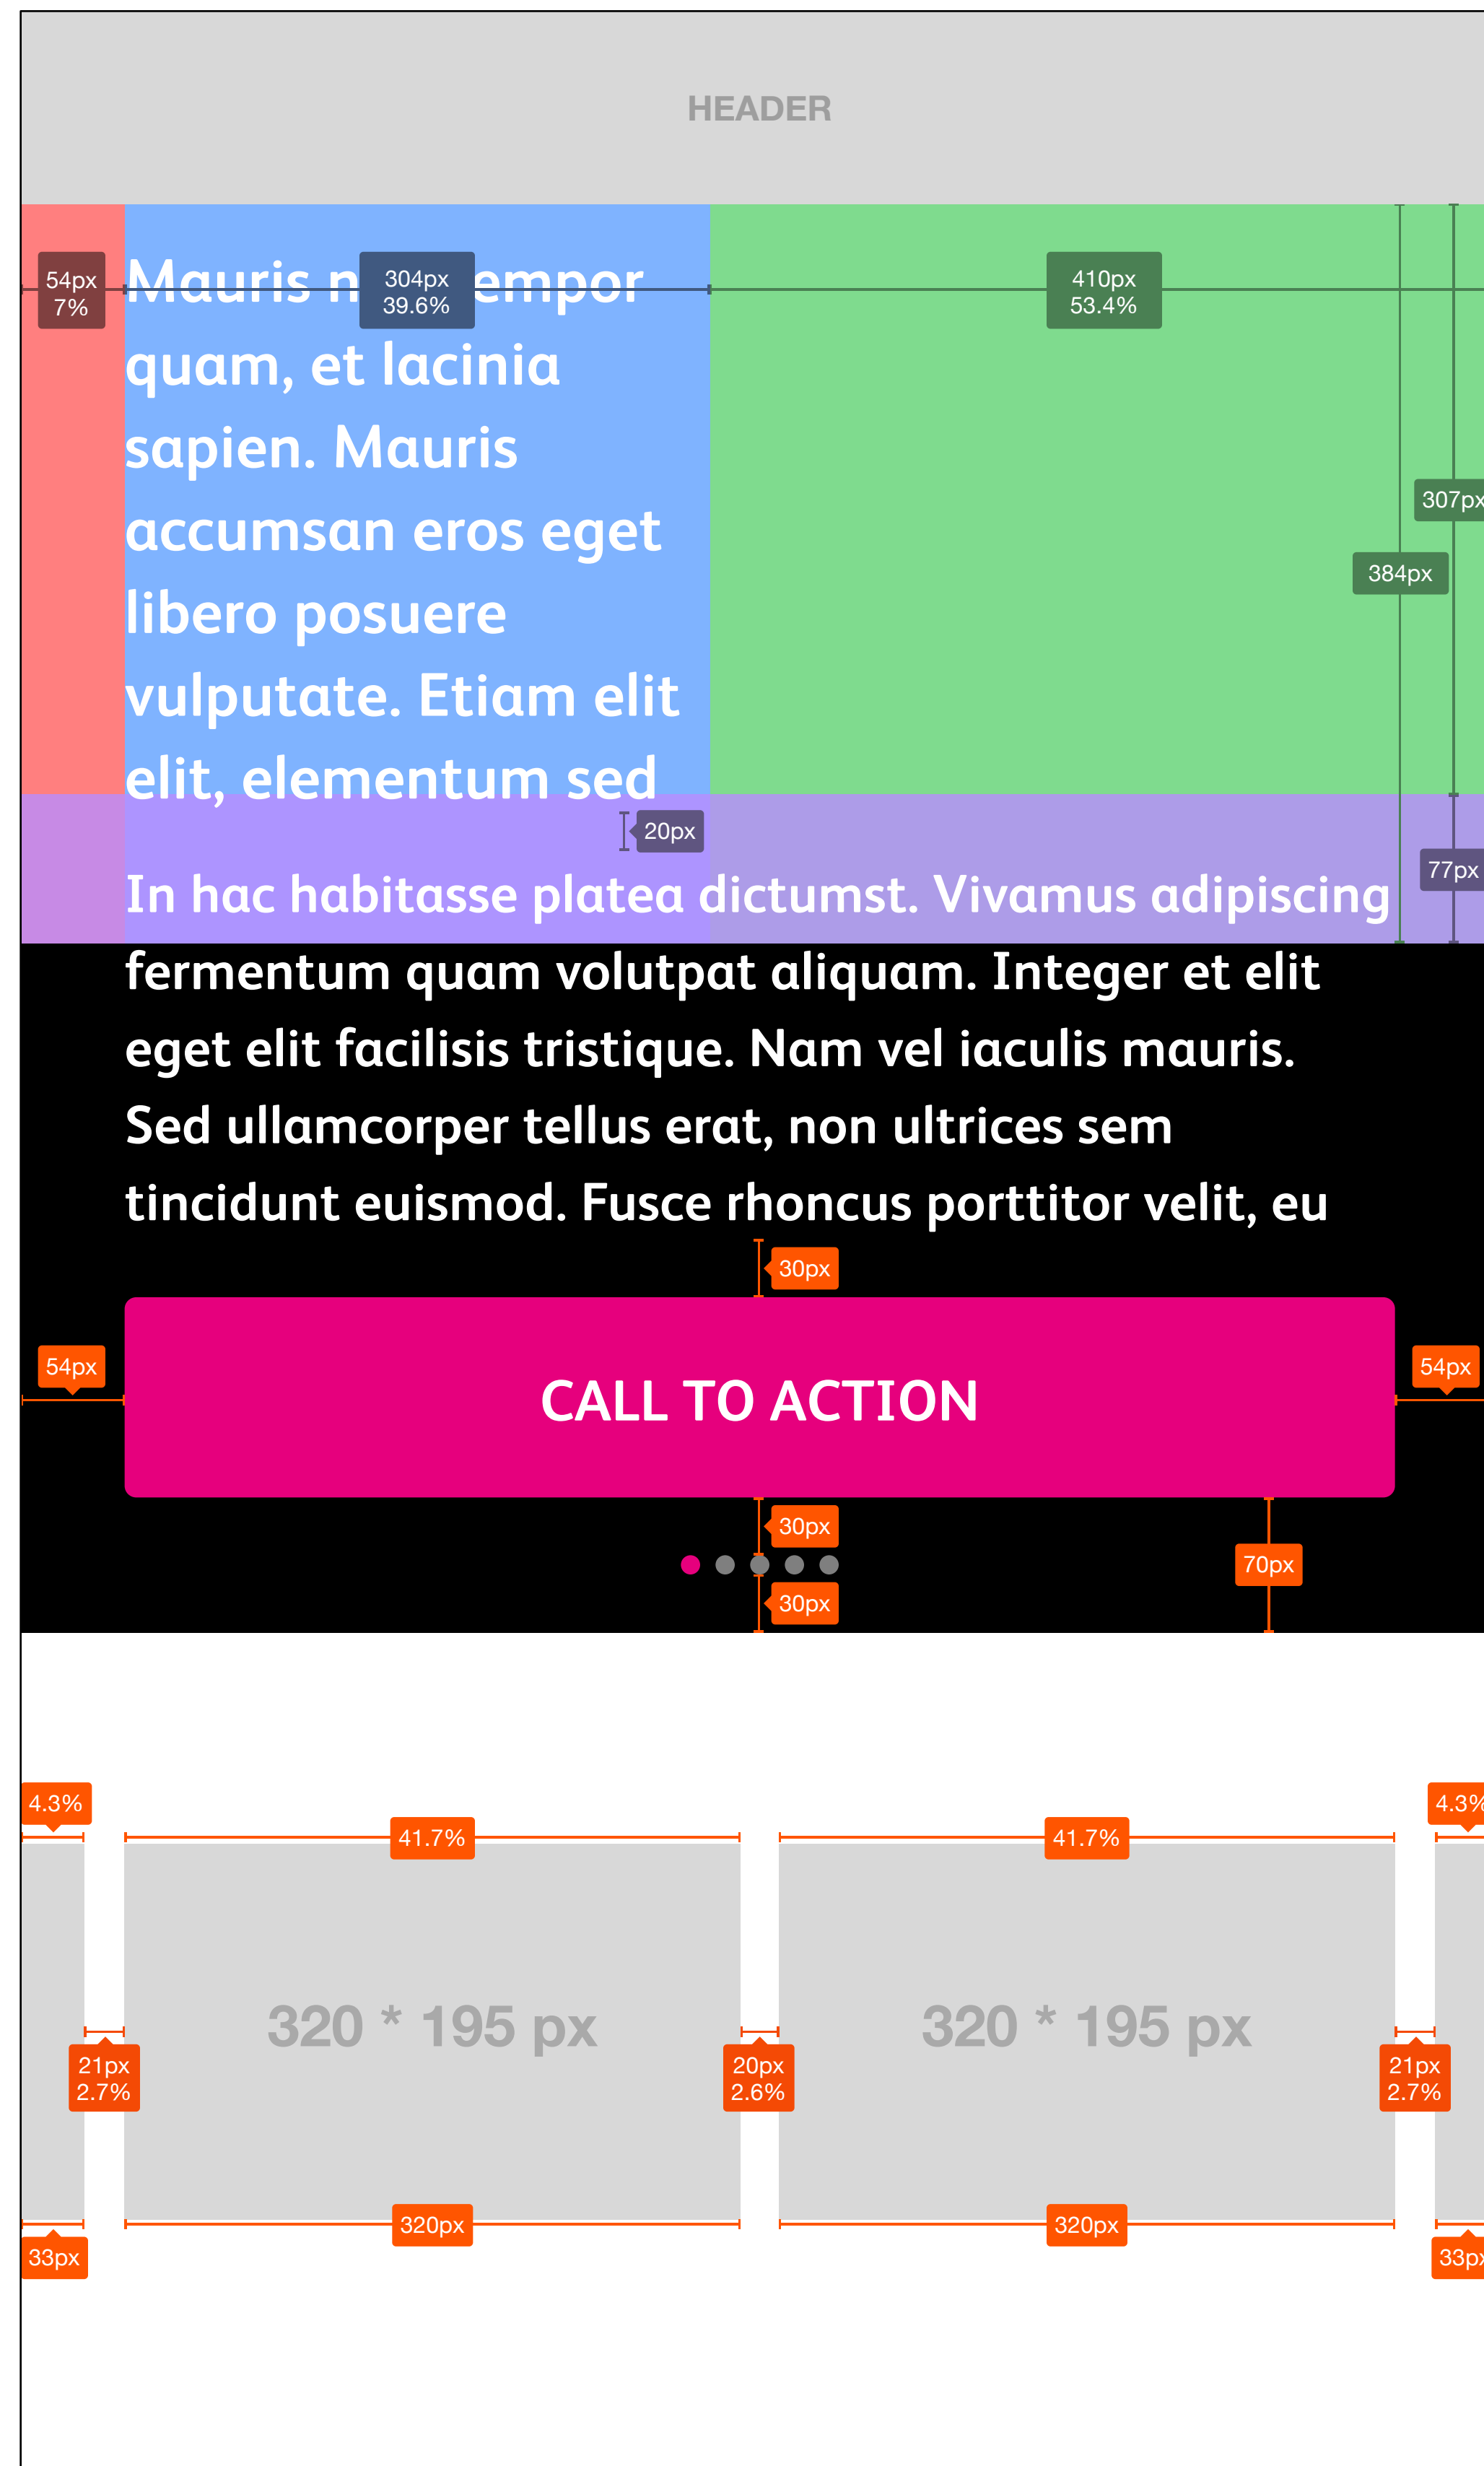 HEADER
54px
7%
304px
39.6%
410px
53.4%
Mauris n empor
quam, et lacinia
sapien. Mauris
accumsan eros eget
libero posuere
vulputate. Etiam elit
elit, elementum sed
307px
384px
20px
77px
In hac habitasse platea dictumst. Vivamus adipiscing
fermentum quam volutpat aliquam. Integer et elit
eget elit facilisis tristique. Nam vel iaculis mauris.
Sed ullamcorper tellus erat, non ultrices sem
tincidunt euismod. Fusce rhoncus porttitor velit, eu
30px
54px
54px
CALL TO ACTION
30px
70px
30px
4.3%
4.3%
41.7%
41.7%
320 * 195 px
320 * 195 px
21px
2.7%
20px
2.6%
21px
2.7%
320px
320px
33px
33px